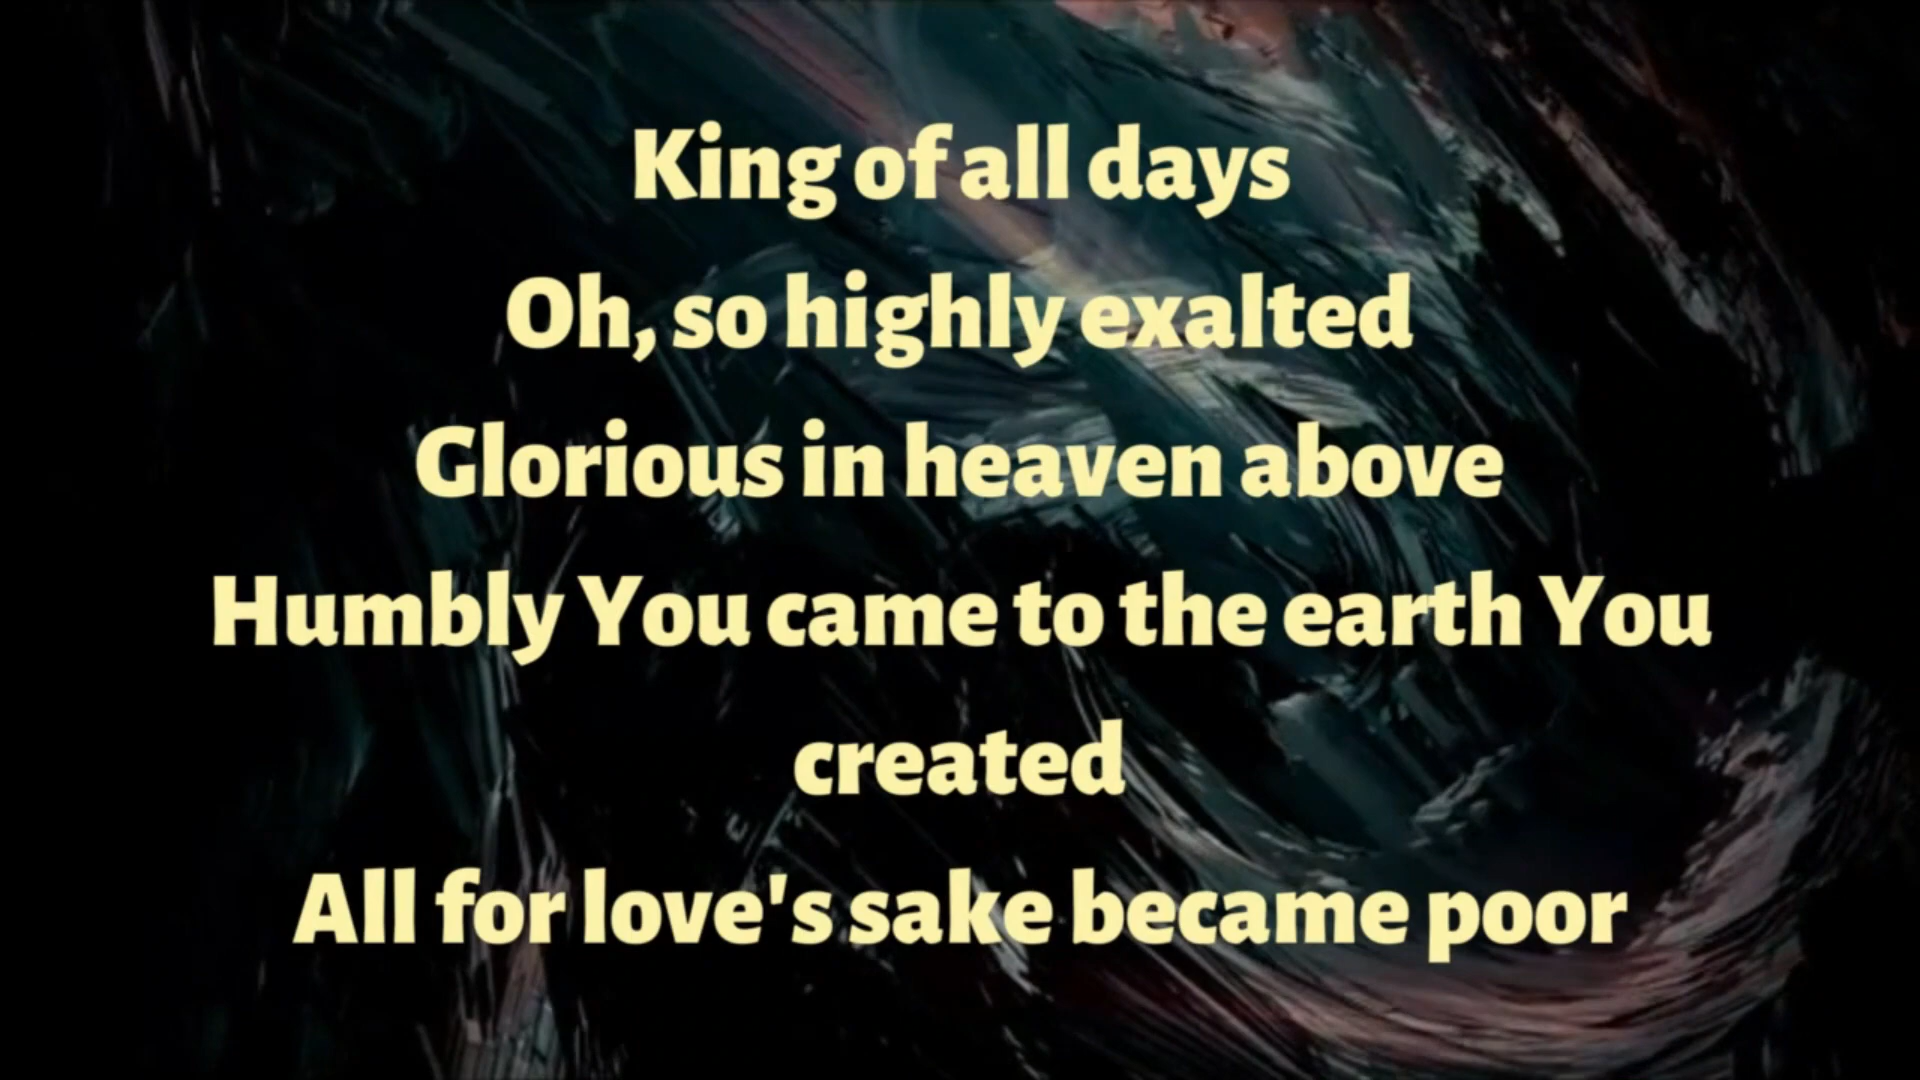 King of all days
Oh, so highly exalted
Glorious in heaven above
Humbly You came to the earth You
created
All for love's sake became poor